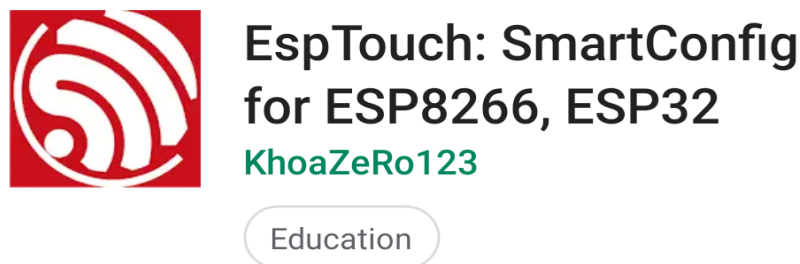 EspTouch: SmartConfig
for ESP8266, ESP32
KhoaZeRo123
Education